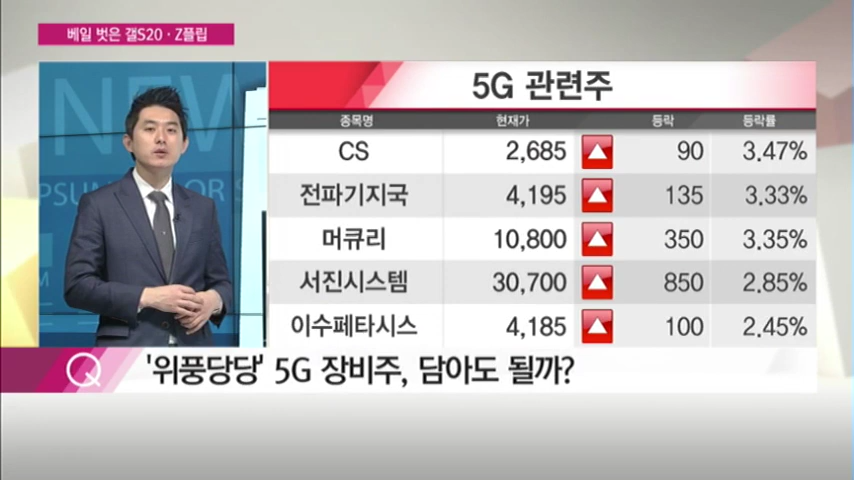 베일 벗은 갤S20 · Z플립
NEW
PSUN OR S
M
5G 관련주
종목명 현재가 등락 등락률
CS 2,685 90 3.47%
전파기지국 4,195 135 3.33%
머큐리 10,800 350 3.35%
서진시스템 30,700 850 2.85%
이수페타시스 4,185 100 2.45%
Q '위풍당당' 5G 장비주, 담아도 될까?